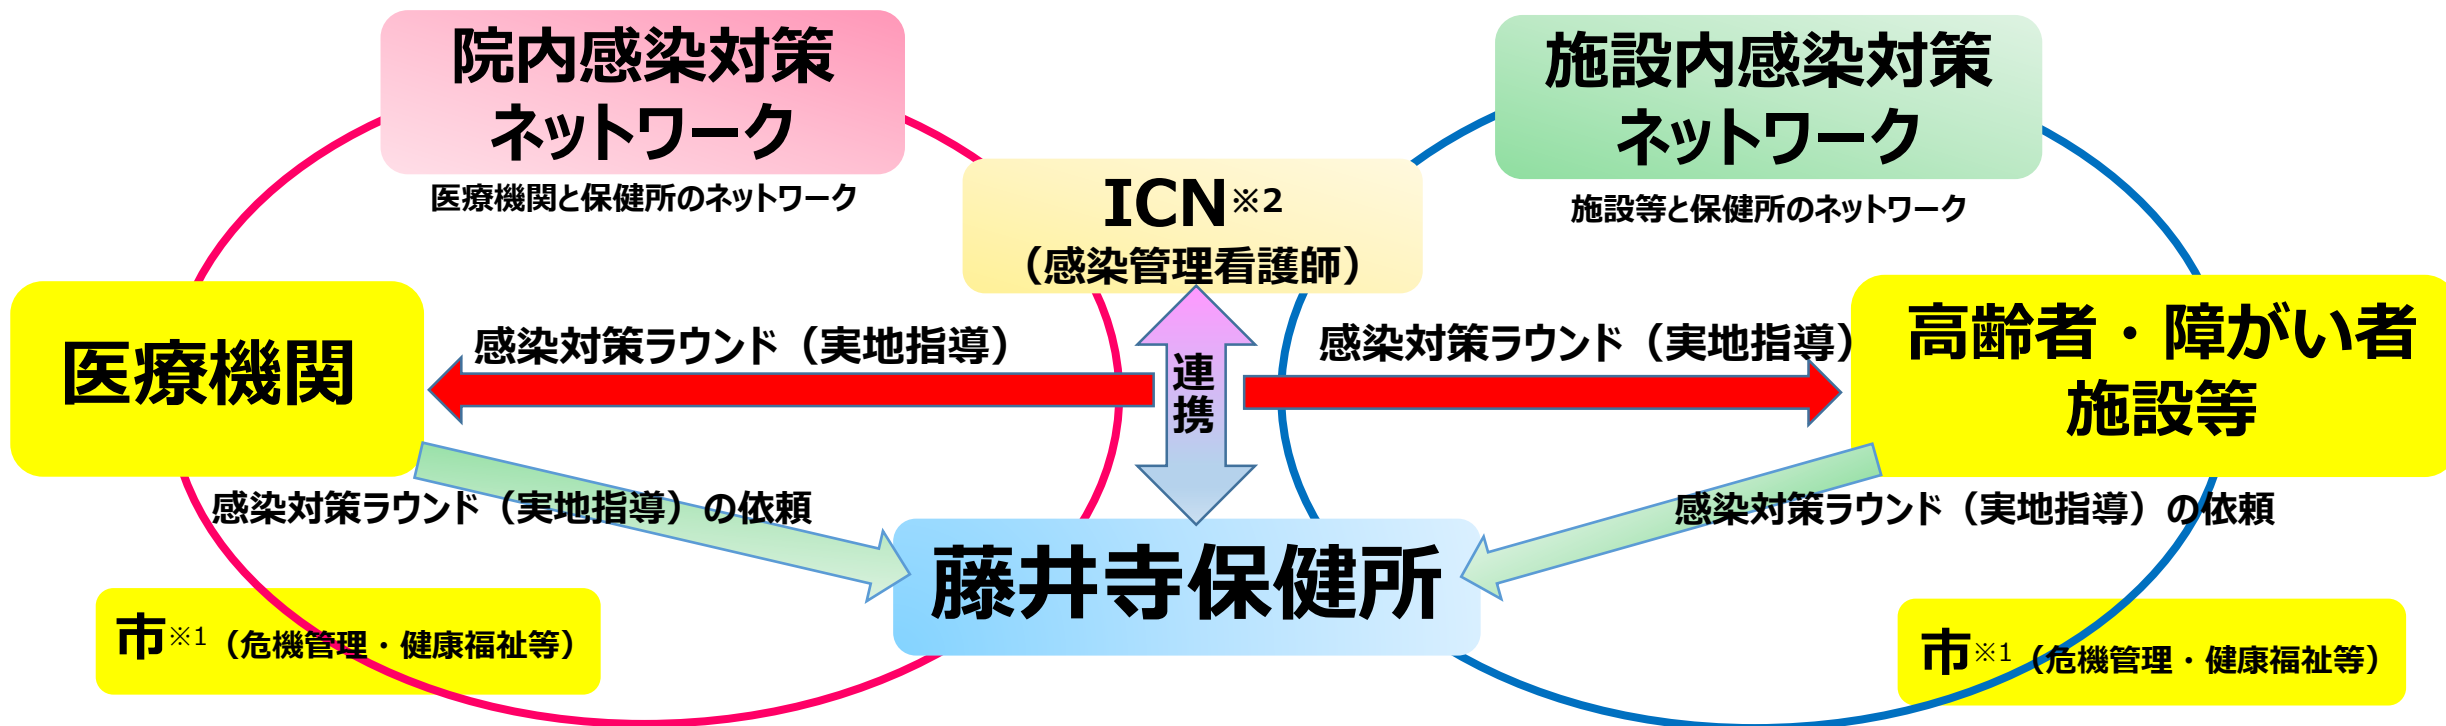 院内感染対策
ネットワーク
医療機関と保健所のネットワーク
施設内感染対策
ネットワーク
施設等と保健所のネットワーク
ICN※2
（感染管理看護師）
医療機関
感染対策ラウンド（実地指導）
連携
感染対策ラウンド（実地指導）
高齢者・障がい者
施設等
感染対策ラウンド（実地指導）の依頼
感染対策ラウンド（実地指導）の依頼
藤井寺保健所
市※1（危機管理・健康福祉等）
市※1（危機管理・健康福祉等）